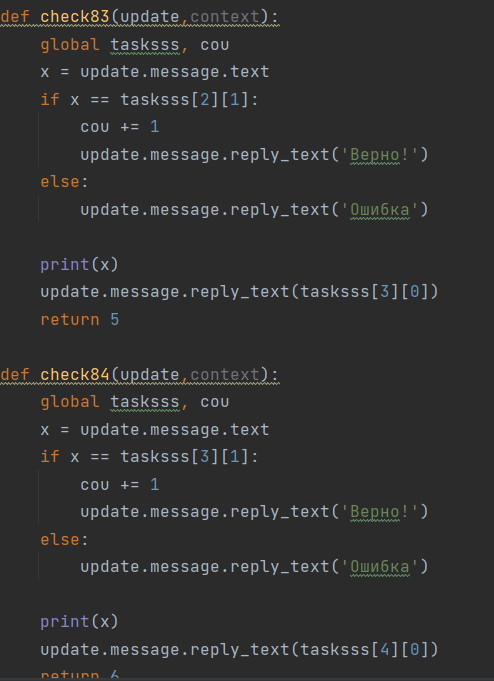 def check83(update,context):
    global tasksss, cou
    x = update.message.text
    if x == tasksss[2][1]:
        cou += 1
        update.message.reply_text('Верно!')
    else:
        update.message.reply_text('Ошибка')
    print(x)
    update.message.reply_text(tasksss[3][0])
    return 5
def check84(update,context):
    global tasksss, cou
    x = update.message.text
    if x == tasksss[3][1]:
        cou += 1
        update.message.reply_text('Верно!')
    else:
        update.message.reply_text('Ошибка')
    print(x)
    update.message.reply_text(tasksss[4][0])
    return 6